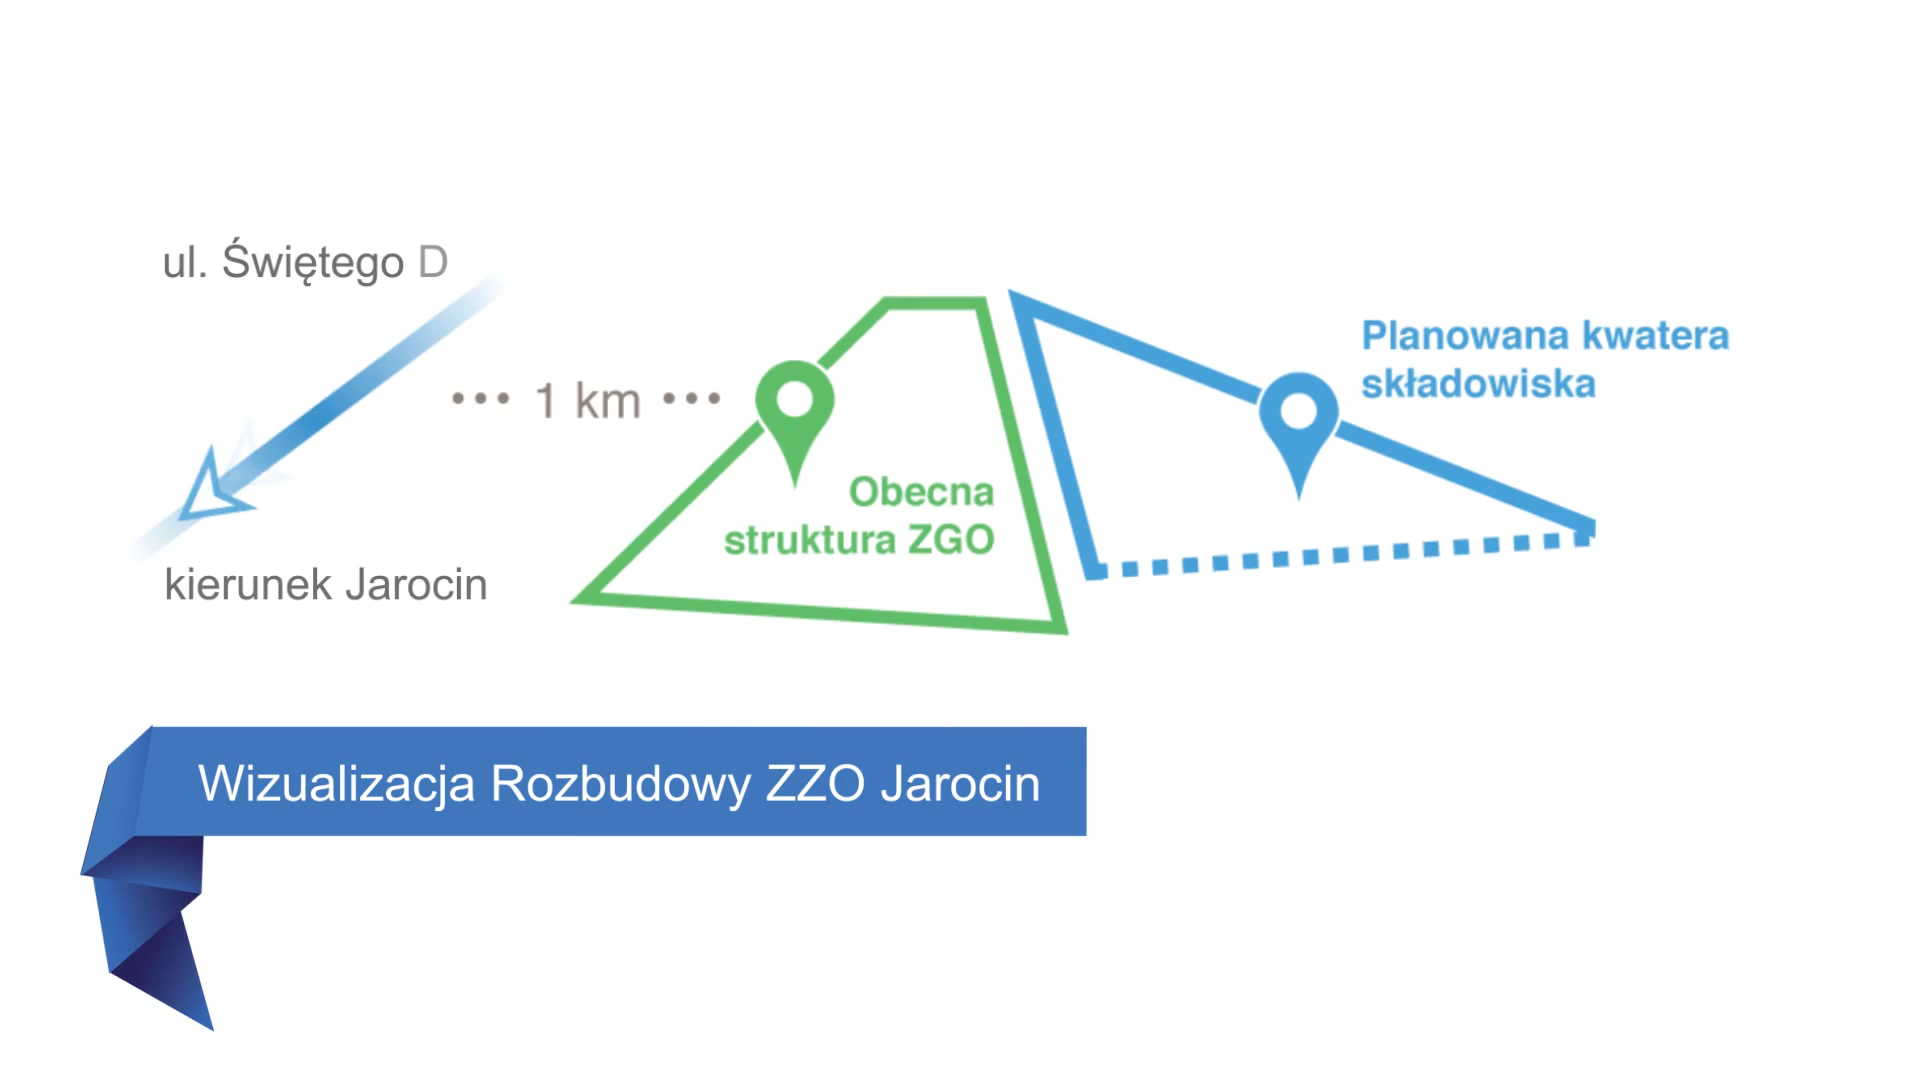 ul. Świętego D
••• 1 km •••
Planowana kwatera
składowiska
Obecna
struktura ZGO
kierunek Jarocin
Wizualizacja Rozbudowy ZZO Jarocin